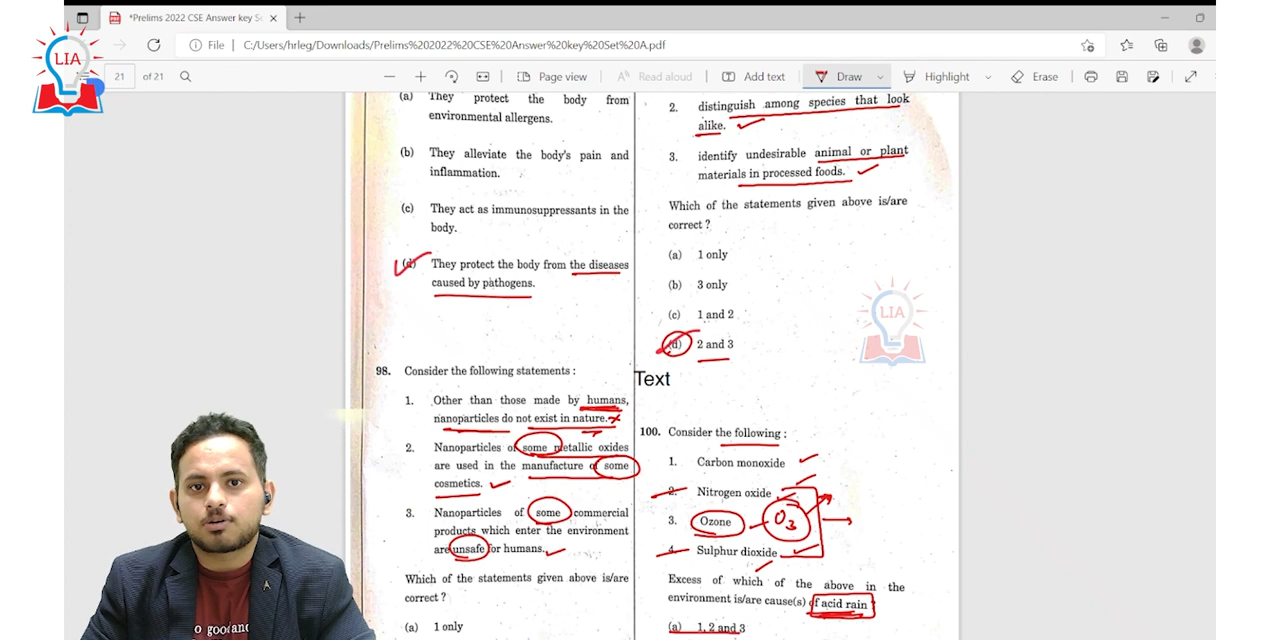 *Prelims 2022 CSE Answer key Se
File
C:/Users/hrleg/Downloads/Prelims%202022%20CSE%20Answer%20key%20Set%20A.pdf
LIA
21 of 21
Page view
Read aloud
Add text
Draw
Highlight
Erase
(a) They protect the body from
environmental allergens.
(b) They alleviate the body's pain and
inflammation.
(c) They act as immunosuppressants in the
body.
(d) They protect the body from the diseases
caused by pathogens.
98. Consider the following statements :
1. Other than those made by humans,
nanoparticles do not exist in nature.
2. Nanoparticles of some metallic oxides
are used in the manufacture of some
cosmetics.
3. Nanoparticles of some commercial
products which enter the environment
are unsafe for humans.
Which of the statements given above is/are
correct ?
(a) 1 only
2. distinguish among species that look
alike.
3. identify undesirable animal or plant
materials in processed foods.
Which of the statements given above is/are
correct ?
(a) 1 only
(b) 3 only
(c) 1 and 2
(d) 2 and 3
LIA
Text
100. Consider the following :
1. Carbon monoxide
2. Nitrogen oxide
3. Ozone
O3
4. Sulphur dioxide
Excess of which of the above in the
environment is/are cause(s) of acid rain
(a) 1, 2 and 3